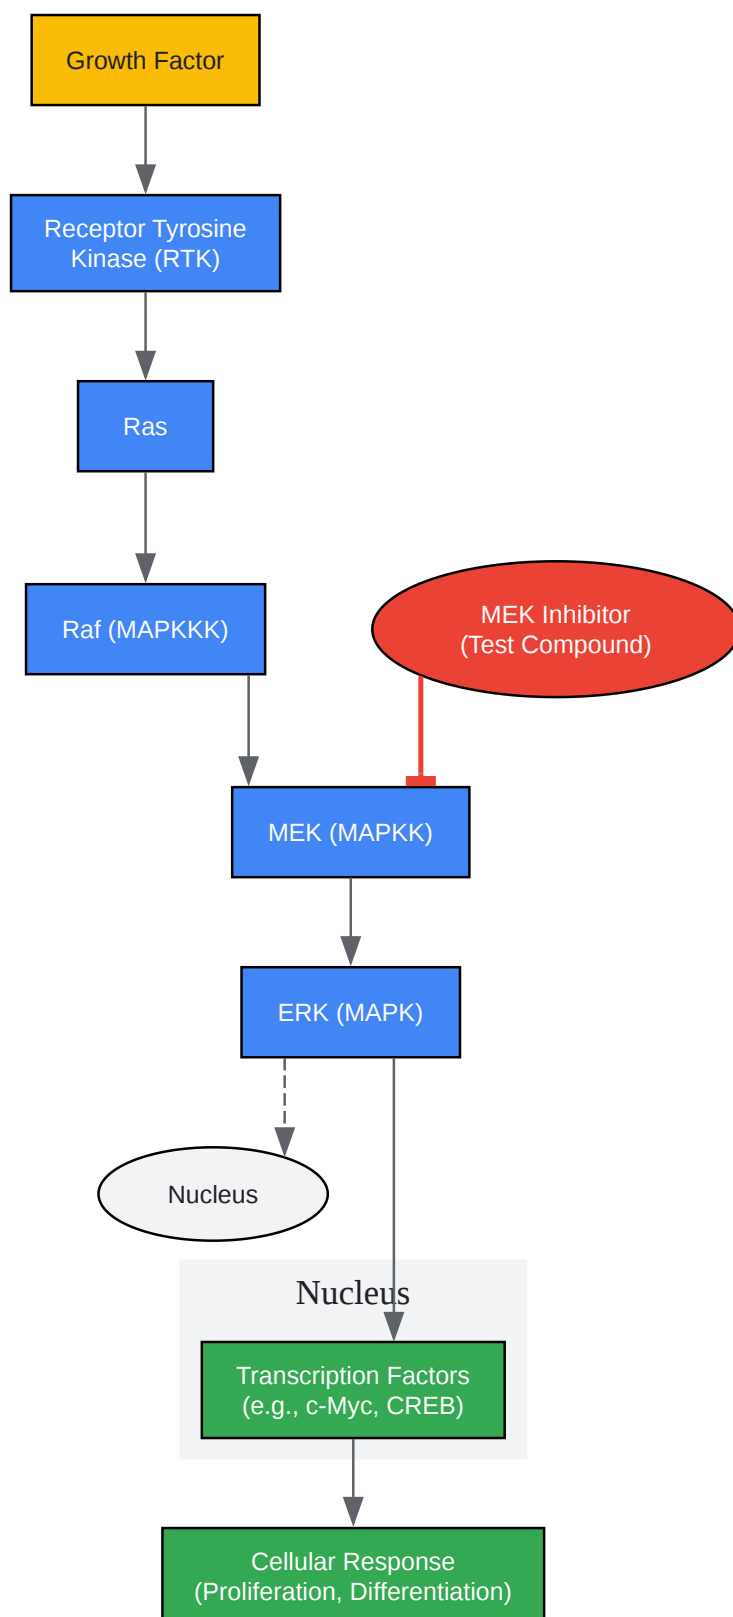 Growth Factor
Receptor Tyrosine
Kinase (RTK)
Ras
Raf (MAPKKK)
MEK Inhibitor
(Test Compound)
MEK (MAPKK)
ERK (MAPK)
Nucleus
Nucleus
Transcription Factors
(e.g., c-Myc, CREB)
Cellular Response
(Proliferation, Differentiation)